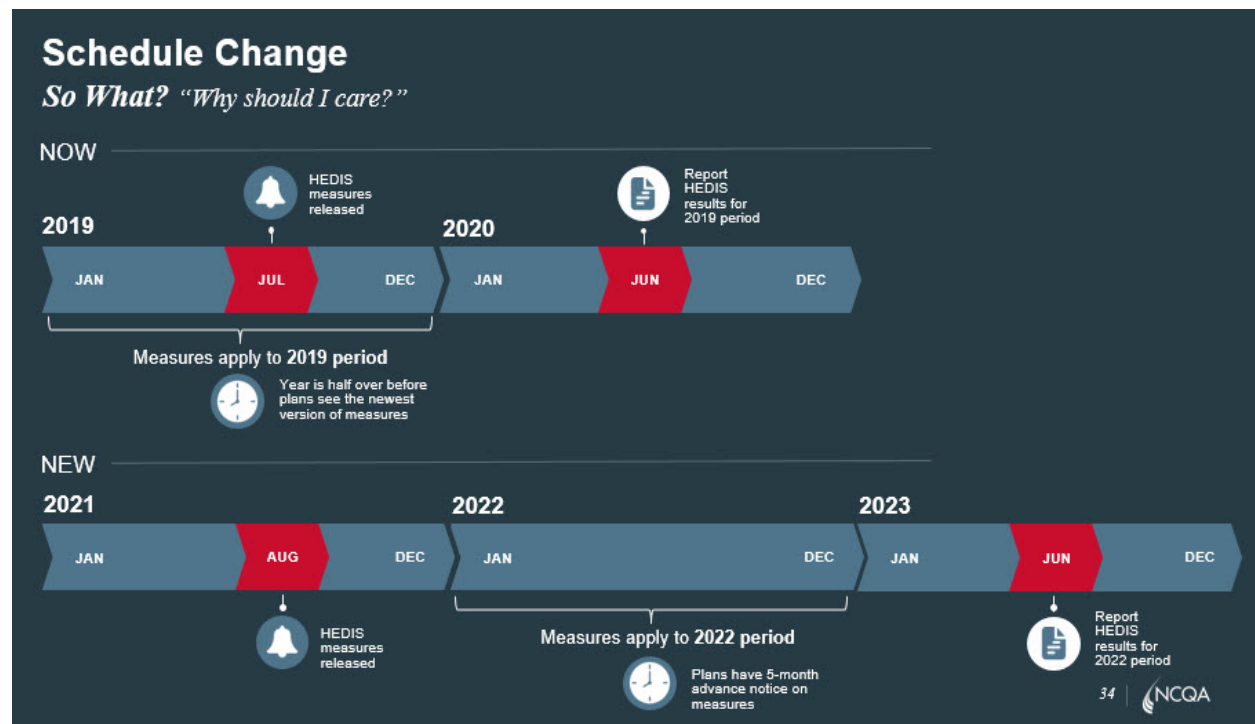 Schedule Change
So What? “Why should I care?”
NOW
HEDIS
measures
released
Report
HEDIS
results for
2019 period
2019
2020
JAN
JUL
DEC
JAN
JUN
DEC
Measures apply to 2019 period
Year is half over before
plans see the newest
version of measures
NEW
2021
2022
2023
JAN
AUG
DEC
JAN
DEC
JAN
JUN
DEC
HEDIS
measures
released
Measures apply to 2022 period
Plans have 5-month
advance notice on
measures
Report
HEDIS
results for
2022 period
34
NCQA